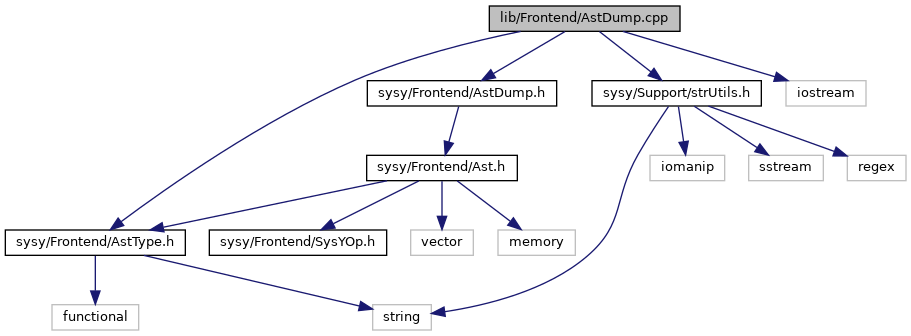 lib/Frontend/AstDump.cpp
sysy/Frontend/AstDump.h
sysy/Support/strUtils.h
iostream
sysy/Frontend/Ast.h
iomanip
sstream
regex
sysy/Frontend/AstType.h
sysy/Frontend/SysYOp.h
vector
memory
functional
string